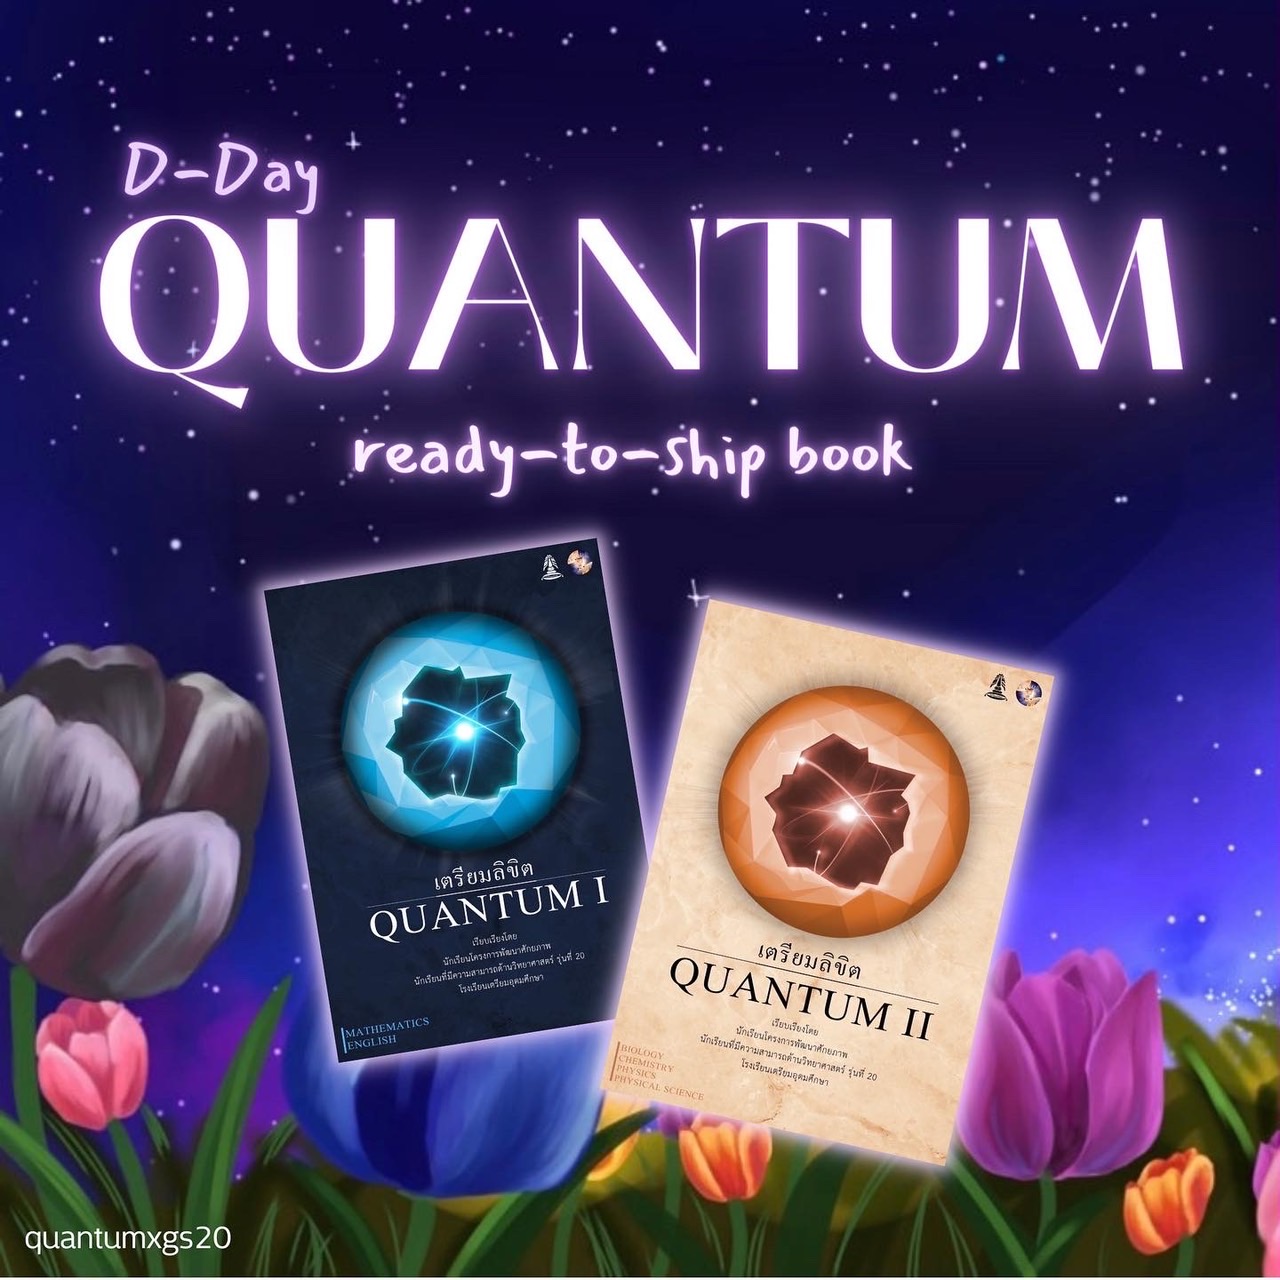 D-Day
QUANTUM
ready-to-ship book
เตรียมลิขิต
QUANTUM I
เรียบเรียงโดย
นักเรียนโครงการพัฒนาศักยภาพ
นักเรียนที่มีความสามารถด้านวิทยาศาสตร์ รุ่นที่ 20
โรงเรียนเตรียมอุดมศึกษา
MATHEMATICS
ENGLISH
เตรียมลิขิต
QUANTUM II
เรียบเรียงโดย
นักเรียนโครงการพัฒนาศักยภาพ
นักเรียนที่มีความสามารถด้านวิทยาศาสตร์ รุ่นที่ 20
โรงเรียนเตรียมอุดมศึกษา
BIOLOGY
CHEMISTRY
PHYSICS
PHYSICAL SCIENCE
quantumxgs20